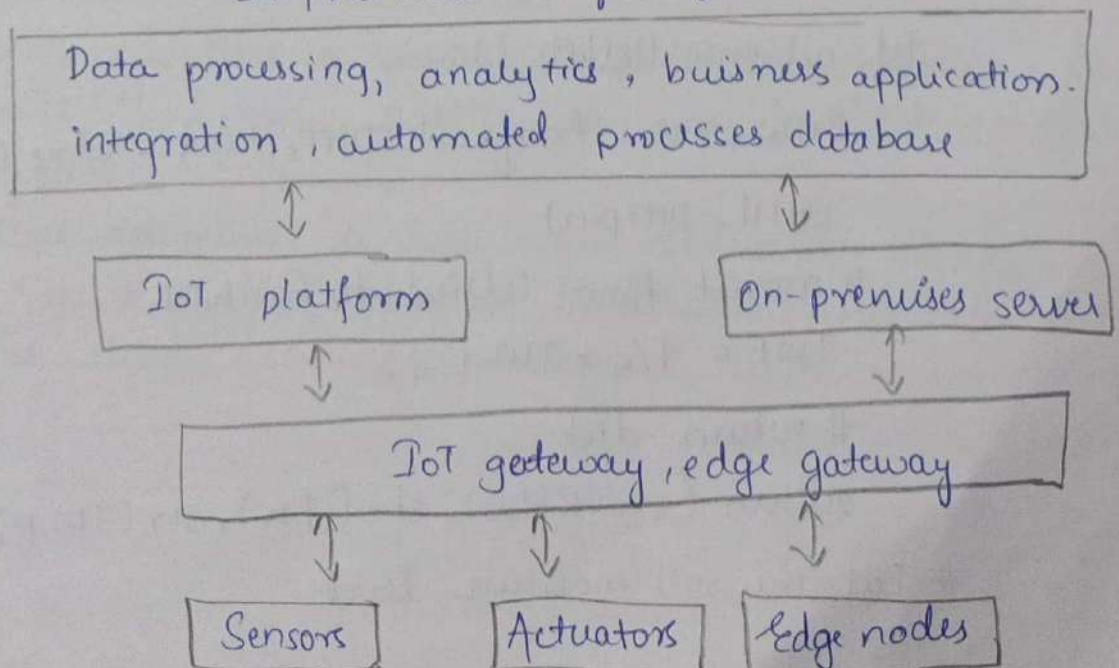 Data processing, analytics, buisness application.
integration, automated processes database
IoT platform
On-premises server
IoT gateway, edge gateway
Sensors
Actuators
Edge nodes